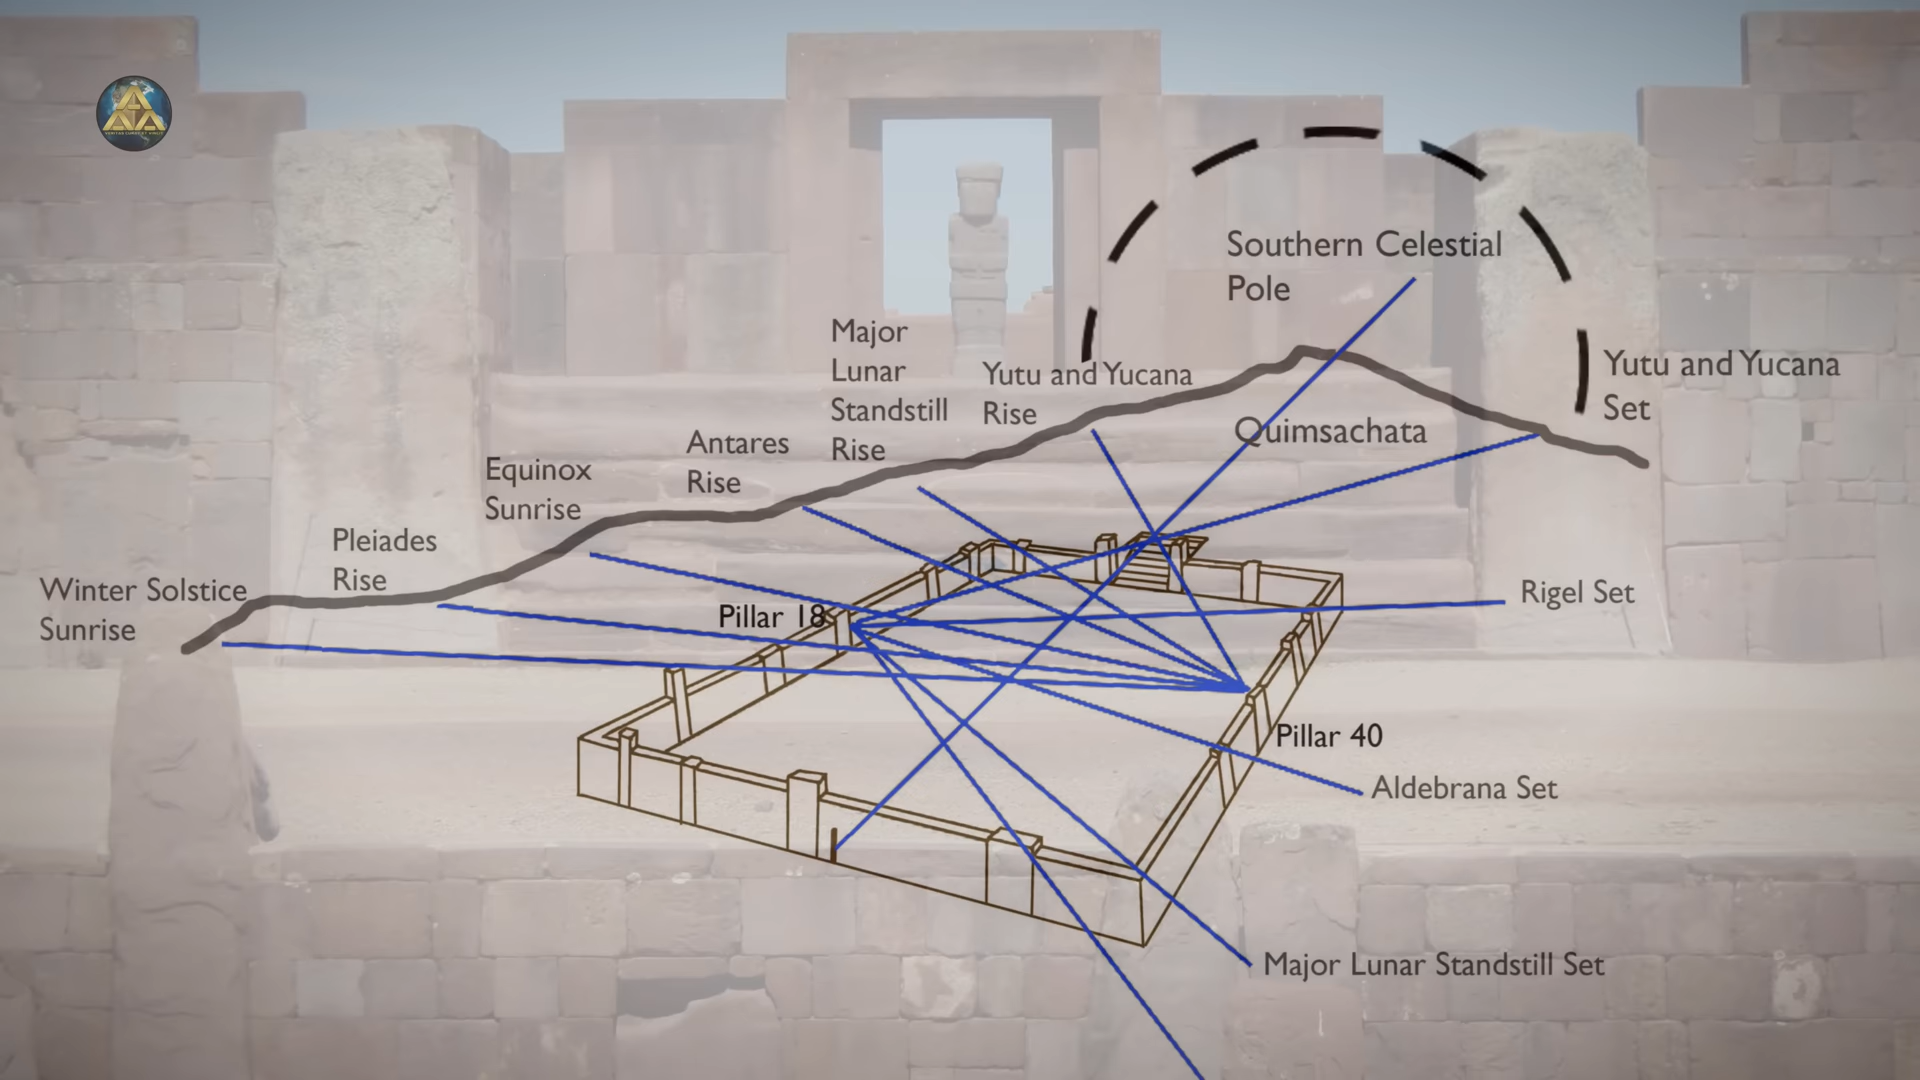 Southern Celestial
Pole
Major
Lunar
Standstill
Rise
Yutu and Yucana
Rise
Yutu and Yucana
Set
Quimsachata
Antares
Rise
Equinox
Sunrise
Pleiades
Rise
Winter Solstice
Sunrise
Pillar 18
Rigel Set
Pillar 40
Aldebrana Set
Major Lunar Standstill Set